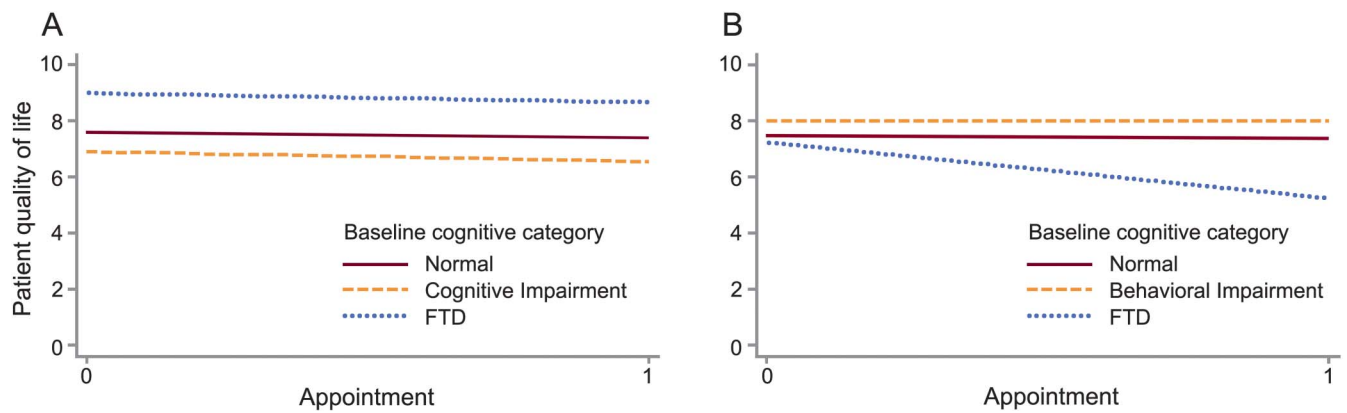 A
Patient quality of life
10
8
6
4
2
0
Baseline cognitive category
Normal
Cognitive Impairment
FTD
0
1
Appointment
B
10
8
6
4
2
0
Baseline cognitive category
Normal
Behavioral Impairment
FTD
0
1
Appointment